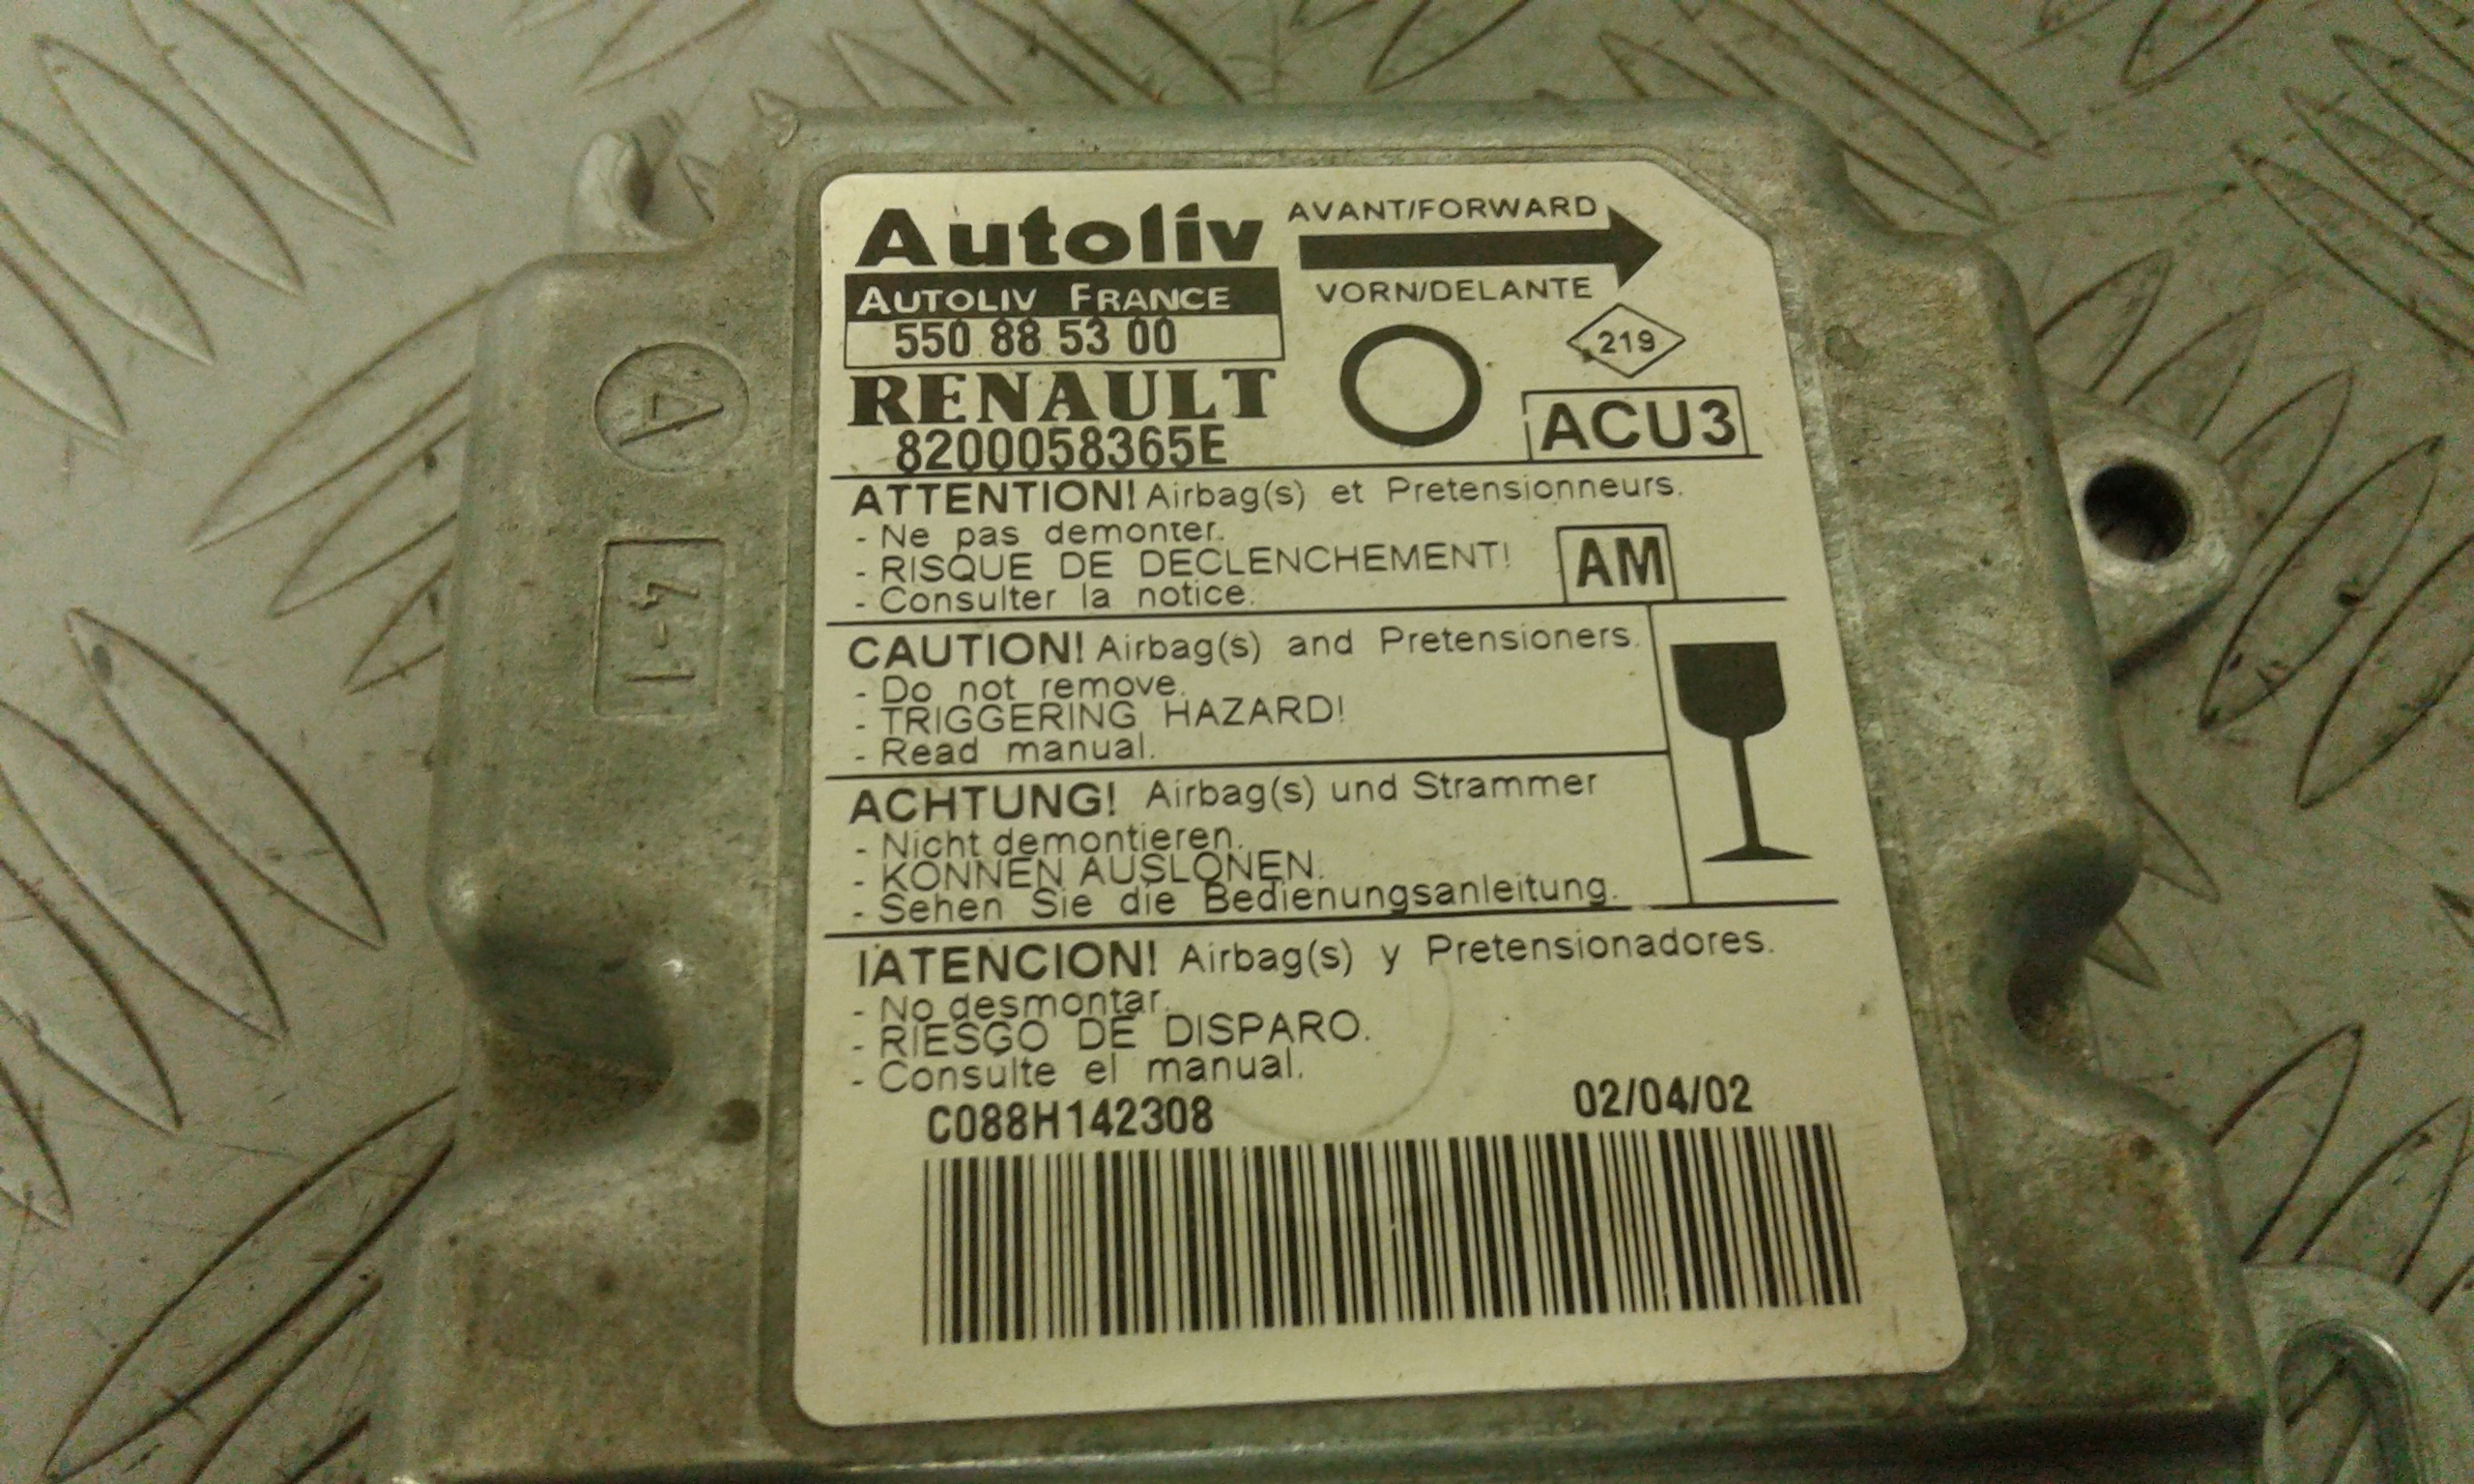 Autoliv
AVANT/FORWARD
AUTOLIV FRANCE
VORN/DELANTE
550 88 53 00
219
RENAULT
ACU3
8200058365E
ATTENTION! Airbag(s) et Pretensionneurs.
- Ne pas demonter.
- RISQUE DE DECLENCHEMENT!
- Consulter la notice.
AM
CAUTION! Airbag(s) and Pretensioners.
- Do not remove.
- TRIGGERING HAZARD!
- Read manual.
ACHTUNG! Airbag(s) und Strammer
- Nicht demontieren.
- KONNEN AUSLONEN.
- Sehen Sie die Bedienungsanleitung.
¡ATENCION! Airbag(s) y Pretensionadores.
- No desmontar.
- RIESGO DE DISPARO.
- Consulte el manual.
C088H142308
02/04/02
A
4-1